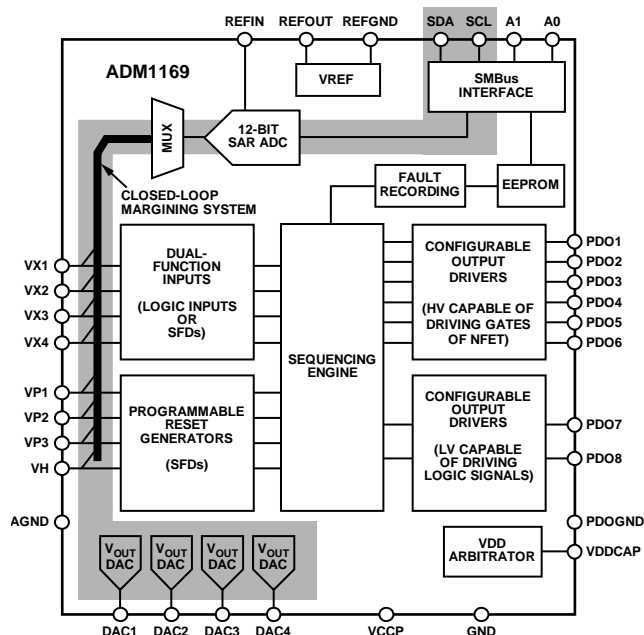 REFIN REFOUT REFGND SDA SCL A1 A0
ADM1169
VREF
SMBus
INTERFACE
MUX
12-BIT
SAR ADC
CLOSED-LOOP
MARGINING SYSTEM
FAULT
RECORDING
EEPROM
VX1
VX2
VX3
VX4
VP1
VP2
VP3
VH
AGND
DUAL-
FUNCTION
INPUTS
(LOGIC INPUTS
OR
SFDs)
PROGRAMMABLE
RESET
GENERATORS
(SFDs)
SEQUENCING
ENGINE
CONFIGURABLE
OUTPUT
DRIVERS
(HV CAPABLE OF
DRIVING GATES
OF NFET)
CONFIGURABLE
OUTPUT
DRIVERS
(LV CAPABLE
OF DRIVING
LOGIC SIGNALS)
PDO1
PDO2
PDO3
PDO4
PDO5
PDO6
PDO7
PDO8
PDOGND
VDDCAP
VDD
ARBITRATOR
VOUT
DAC
VOUT
DAC
VOUT
DAC
VOUT
DAC
DAC1 DAC2 DAC3 DAC4 VCCP GND